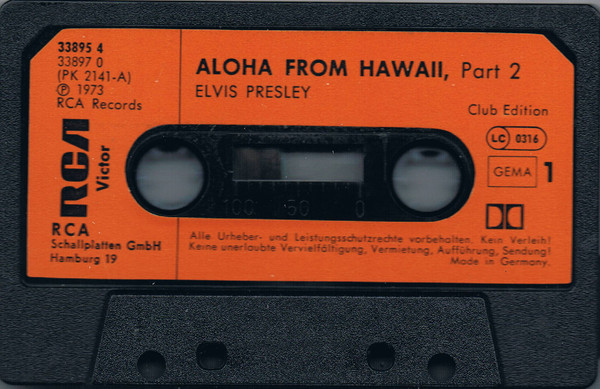 33895 4
33897 0
(PK 2141-A)
Ⓟ 1973
RCA Records
ALOHA FROM HAWAII, Part 2
ELVIS PRESLEY
Club Edition
LC 0316
GEMA 1
RCA
Victor
100 50 0
RCA
Schallplatten GmbH
Hamburg 19
Alle Urheber- und Leistungsschutzrechte vorbehalten. Kein Verleih!
Keine unerlaubte Vervielfältigung, Vermietung, Aufführung, Sendung!
Made in Germany.